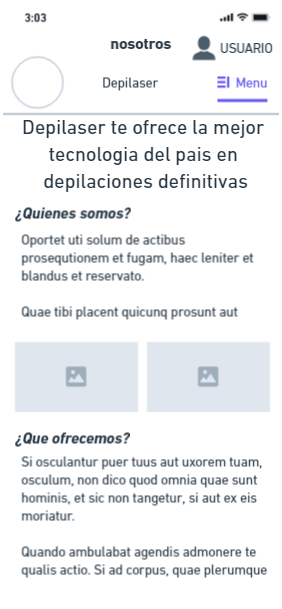 3:03
nosotros
USUARIO
Depilaser
Menu
Depilaser te ofrece la mejor
tecnologia del pais en
depilaciones definitivas
¿Quienes somos?
Oportet uti solum de actibus
prosequtionem et fugam, haec leniter et
blandus et reservato.
Quae tibi placent quicunq prosunt aut
¿Que ofrecemos?
Si osculantur puer tuus aut uxorem tuam,
osculum, non dico quod omnia quae sunt
hominis, et sic non tangetur, si aut ex eis
moriatur.
Quando ambulabat agendis admonere te
qualis actio. Si ad corpus, quae plerumque